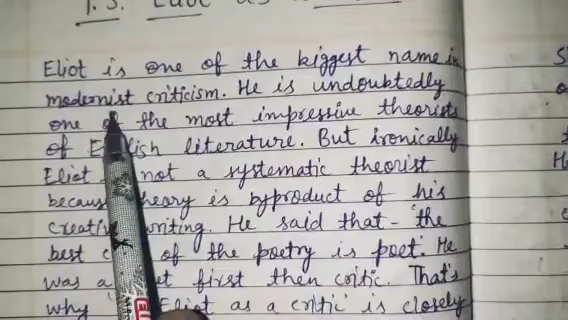 T.S. Eliot as a
Eliot is one of the biggest name in
modernist criticism. He is undoubtedly
one the most impressive theorists
of English literature. But ironically
Eliot not a systematic theorist
because theory is byproduct of his
creative writing. He said that - 'the
best of the poetry is poet'. He
was a first then critic. That's
why 'Eliot as a critic' is closely
EL